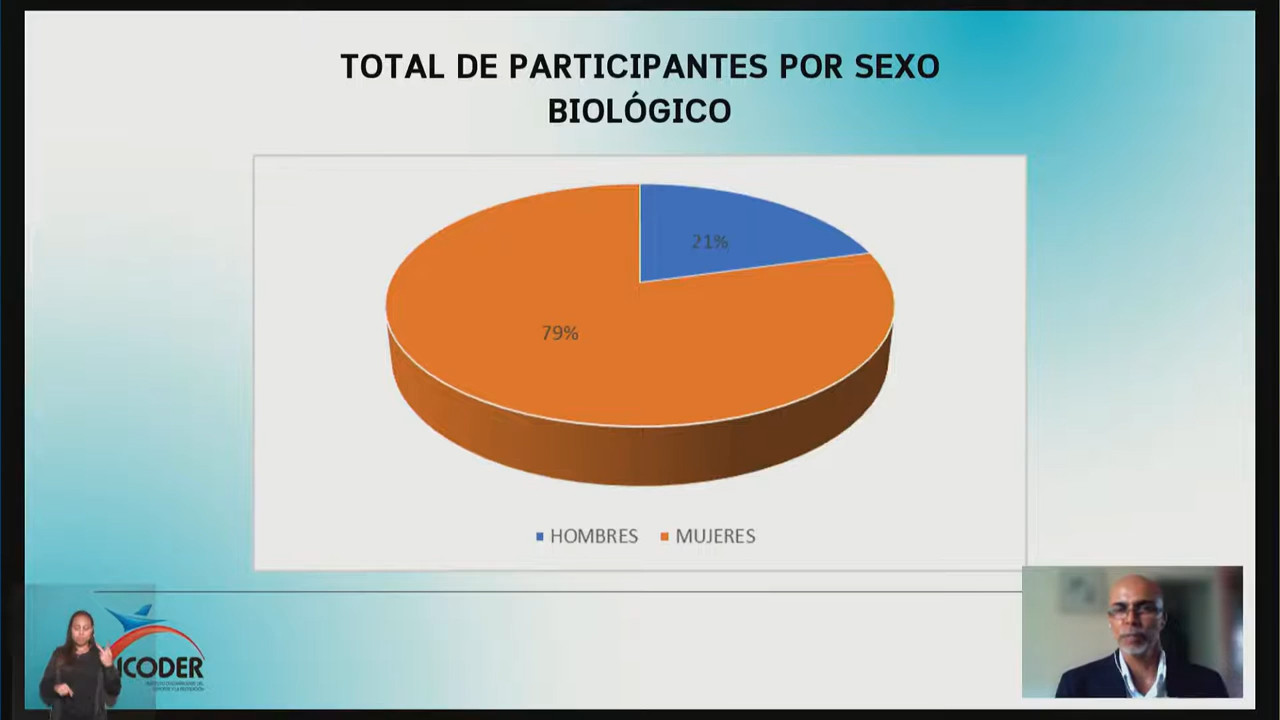 TOTAL DE PARTICIPANTES POR SEXO
BIOLÓGICO
21%
79%
HOMBRES MUJERES
ICODER